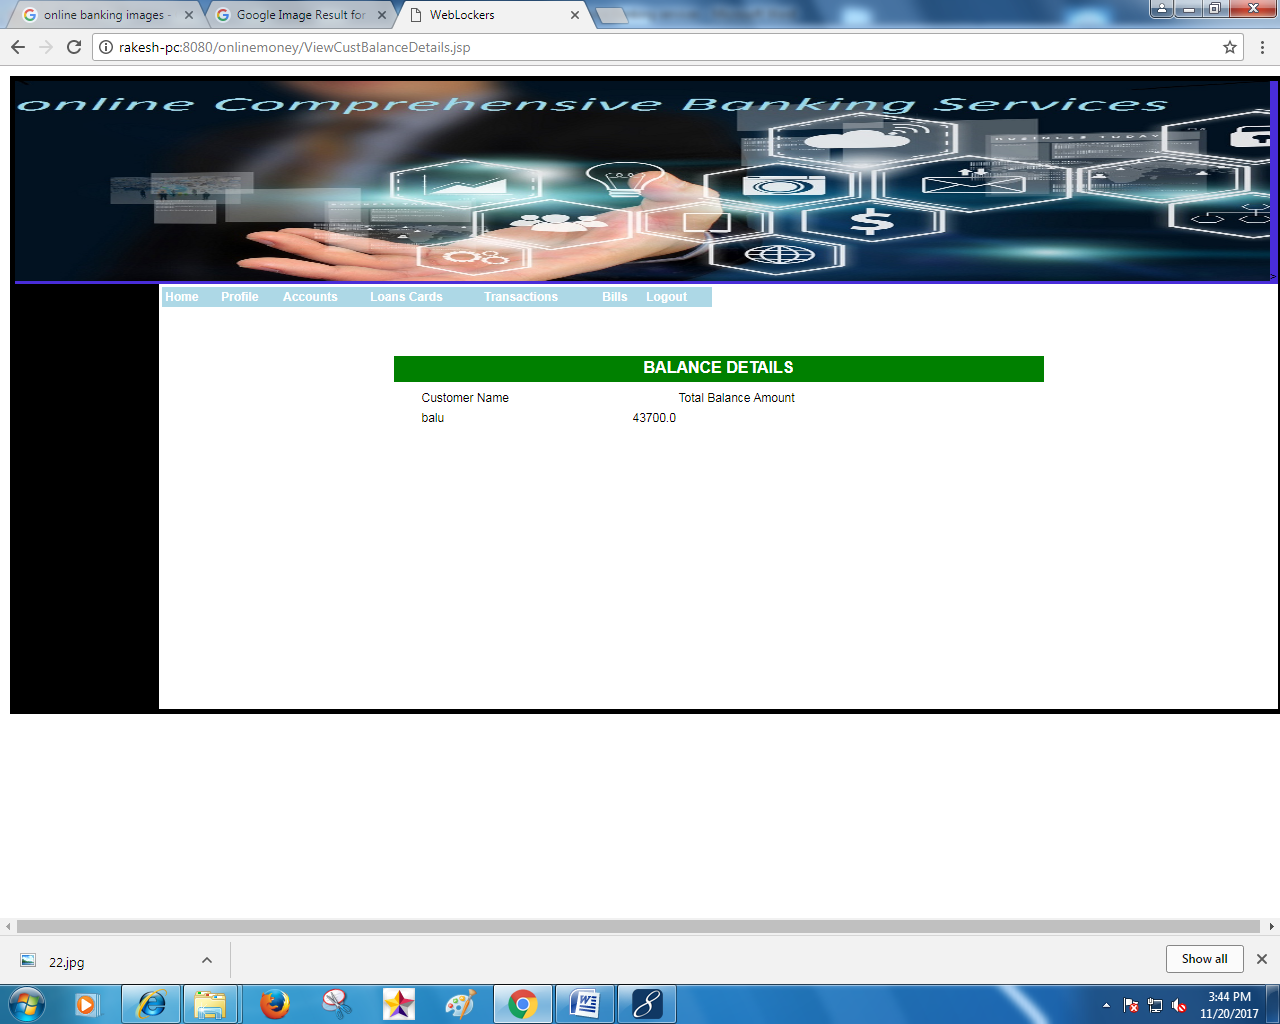 online banking images -
Google Image Result for
WebLockers
rakesh-pc:8080/onlinemoney/ViewCustBalanceDetails.jsp
online Comprehensive Banking Services
BUSINESS TODAY
Home Profile Accounts Loans Cards Transactions Bills Logout
BALANCE DETAILS
Customer Name Total Balance Amount
balu 43700.0
22.jpg
Show all
3:44 PM
11/20/2017